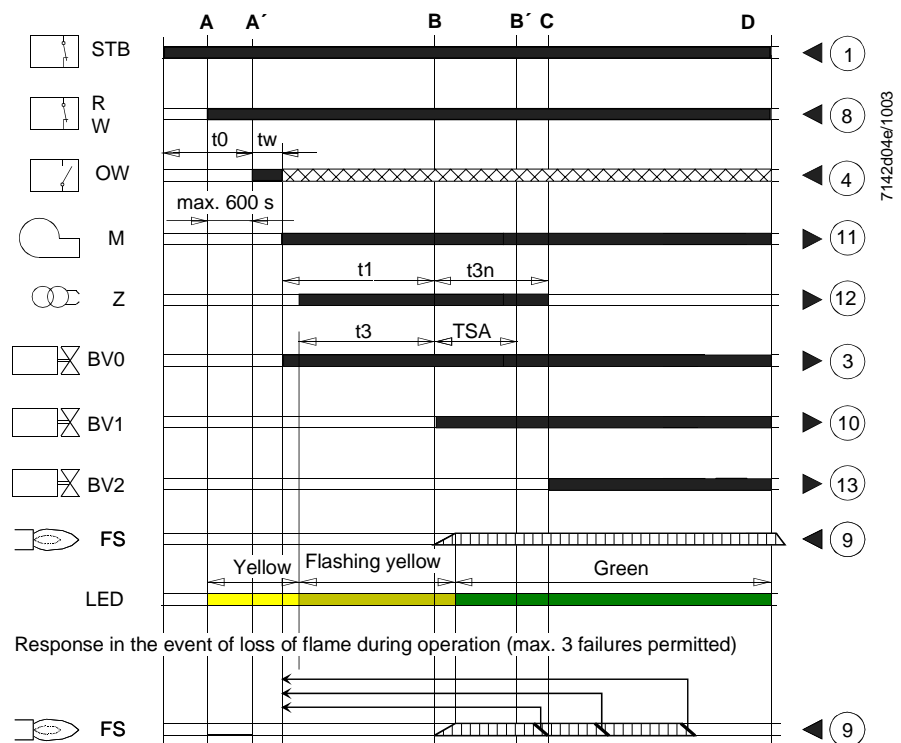 A A´ B B´ C D
STB 1
R
W 8
t0 tw
OW 4
max. 600 s
M 11
t1 t3n
Z 12
t3 TSA
BV0 3
BV1 10
BV2 13
FS 9
Yellow Flashing yellow Green
LED
Response in the event of loss of flame during operation (max. 3 failures permitted)
FS 9
7142d04e/1003